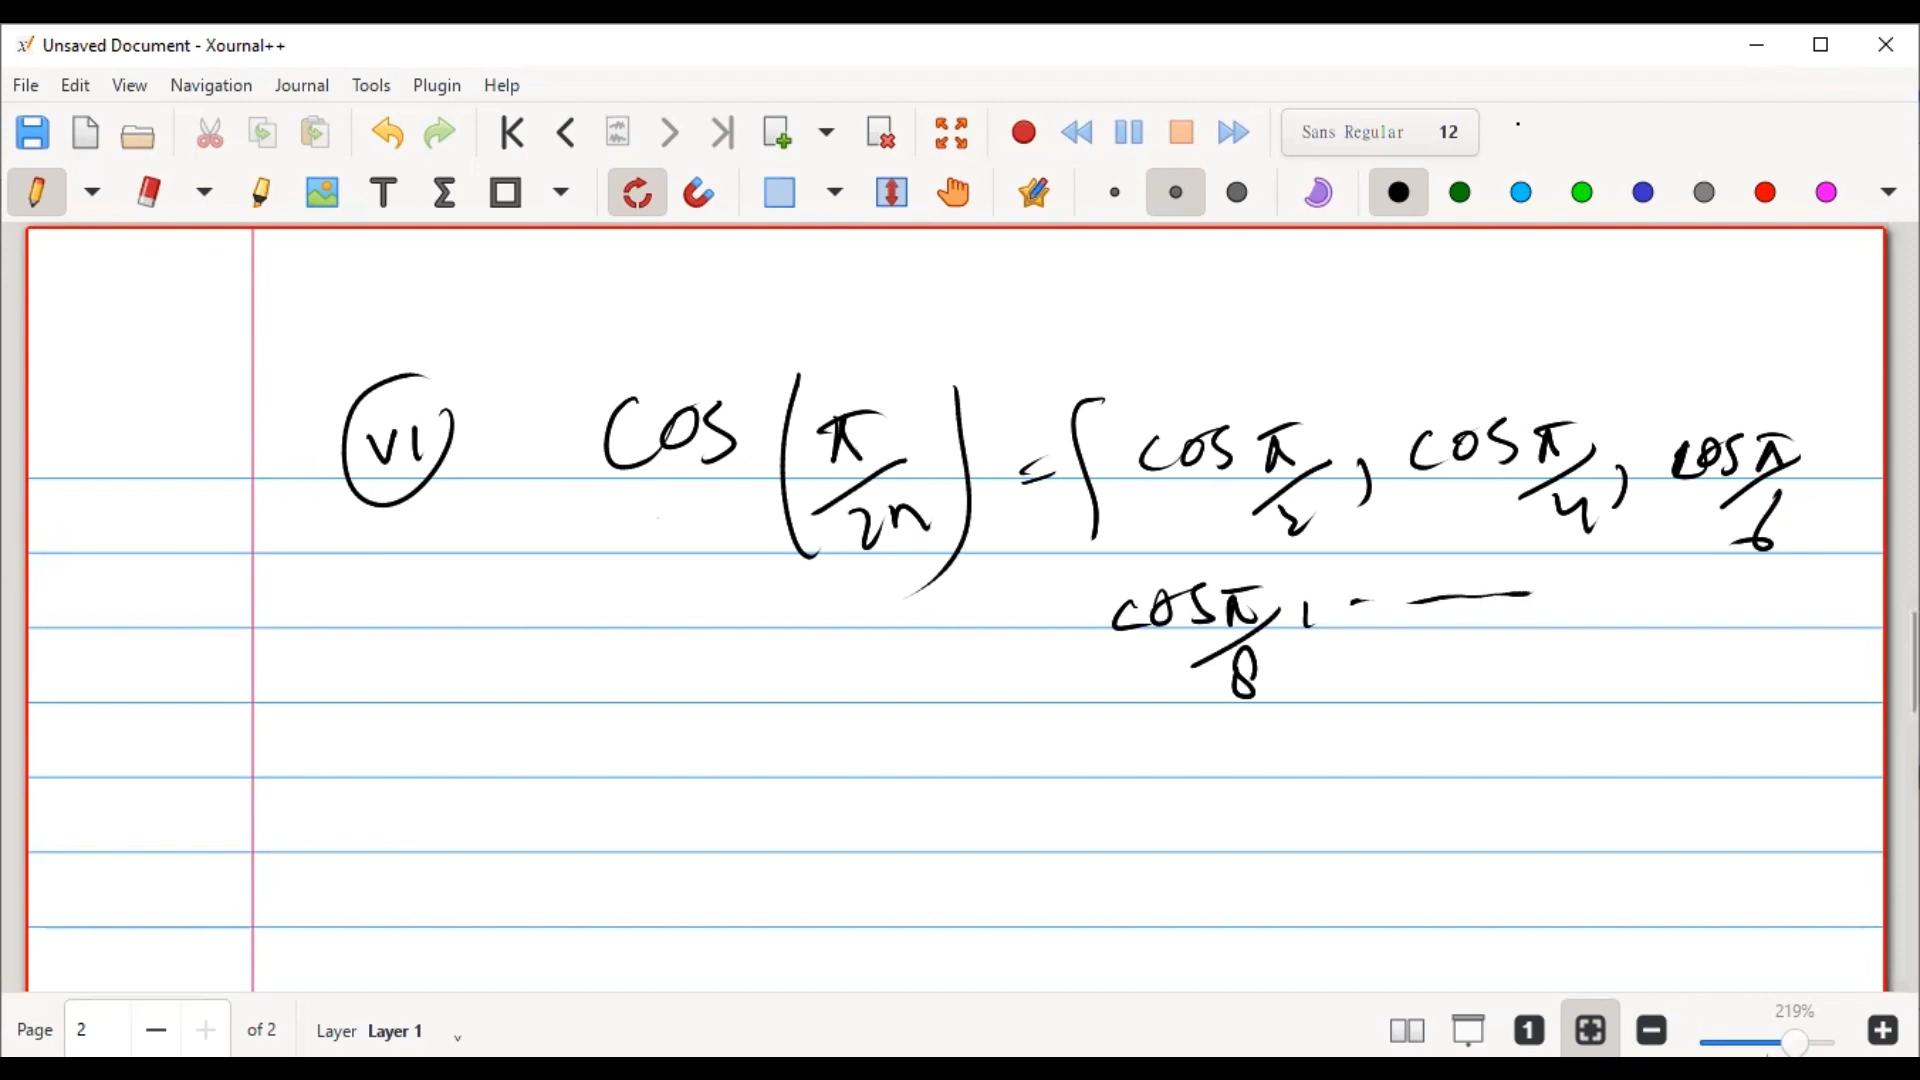 Unsaved Document - Xournal++
File Edit View Navigation Journal Tools Plugin Help
Sans Regular 12
(vi) cos(π/2n) = { cos π/2, cos π/4, cos π/6
cos π/8, - —
219%
Page 2 of 2 Layer Layer 1 1